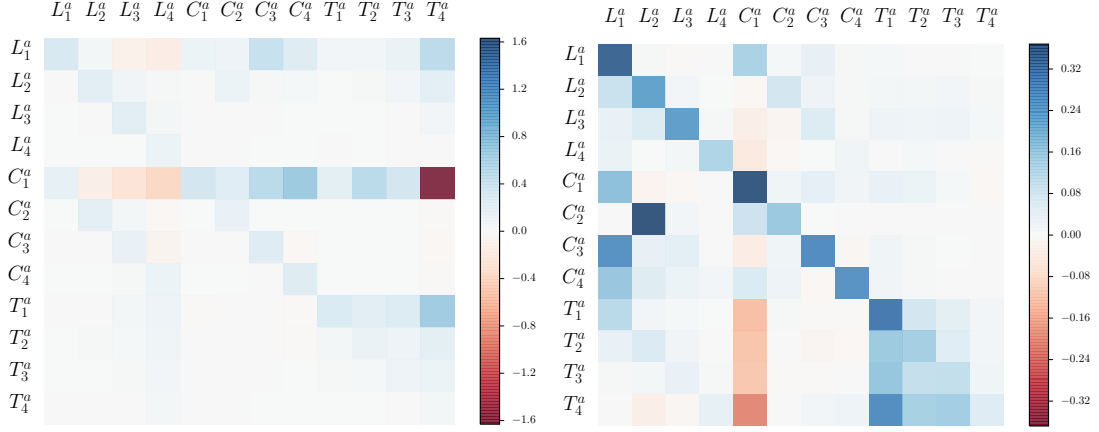 L₁ᵃ L₂ᵃ L₃ᵃ L₄ᵃ C₁ᵃ C₂ᵃ C₃ᵃ C₄ᵃ T₁ᵃ T₂ᵃ T₃ᵃ T₄ᵃ
L₁ᵃ
L₂ᵃ
L₃ᵃ
L₄ᵃ
C₁ᵃ
C₂ᵃ
C₃ᵃ
C₄ᵃ
T₁ᵃ
T₂ᵃ
T₃ᵃ
T₄ᵃ
1.6
1.2
0.8
0.4
0.0
−0.4
−0.8
−1.2
−1.6
L₁ᵃ L₂ᵃ L₃ᵃ L₄ᵃ C₁ᵃ C₂ᵃ C₃ᵃ C₄ᵃ T₁ᵃ T₂ᵃ T₃ᵃ T₄ᵃ
L₁ᵃ
L₂ᵃ
L₃ᵃ
L₄ᵃ
C₁ᵃ
C₂ᵃ
C₃ᵃ
C₄ᵃ
T₁ᵃ
T₂ᵃ
T₃ᵃ
T₄ᵃ
0.32
0.24
0.16
0.08
0.00
−0.08
−0.16
−0.24
−0.32